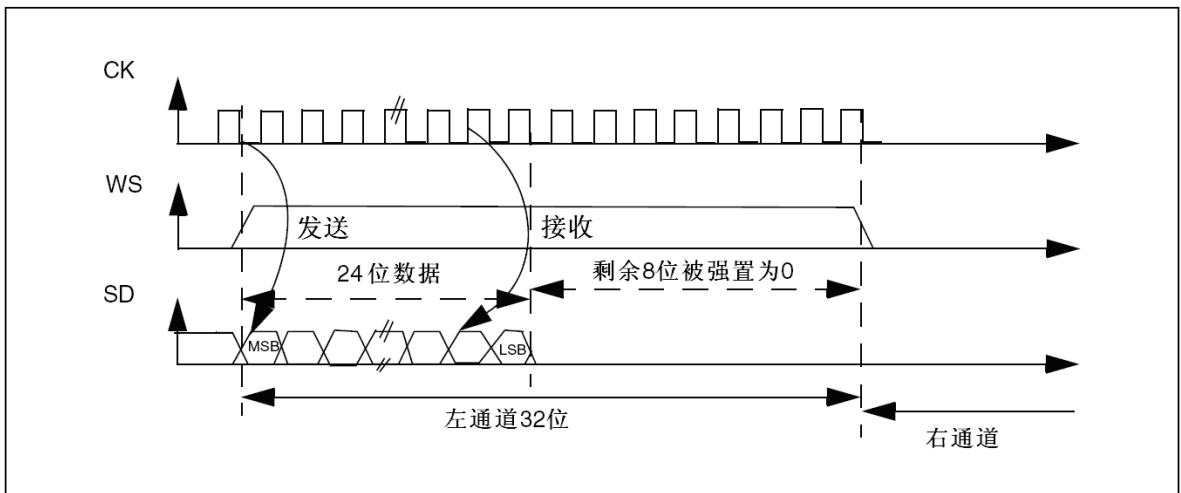 CK
WS
发送
接收
24位数据
剩余8位被强置为0
SD
MSB
LSB
左通道32位
右通道